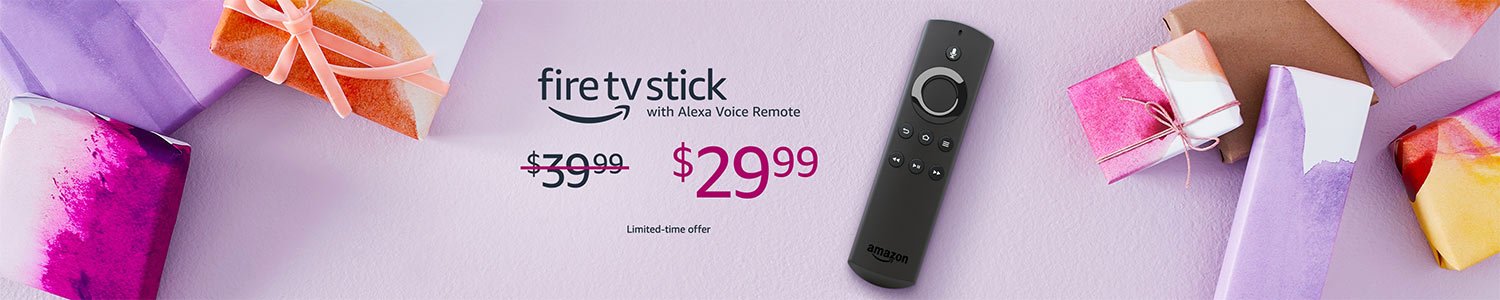 fire tv stick
with Alexa Voice Remote
$39.99 $29.99
Limited-time offer
amazon